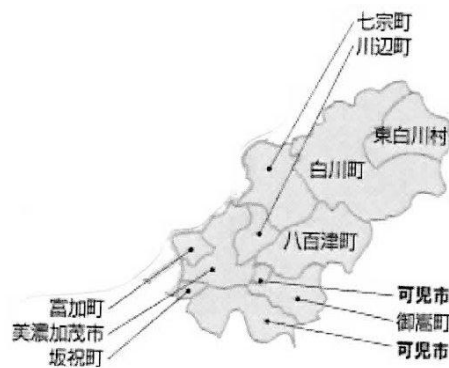 七宗町
川辺町
東白川村
白川町
八百津町
富加町
美濃加茂市
坂祝町
可児市
御嵩町
可児市